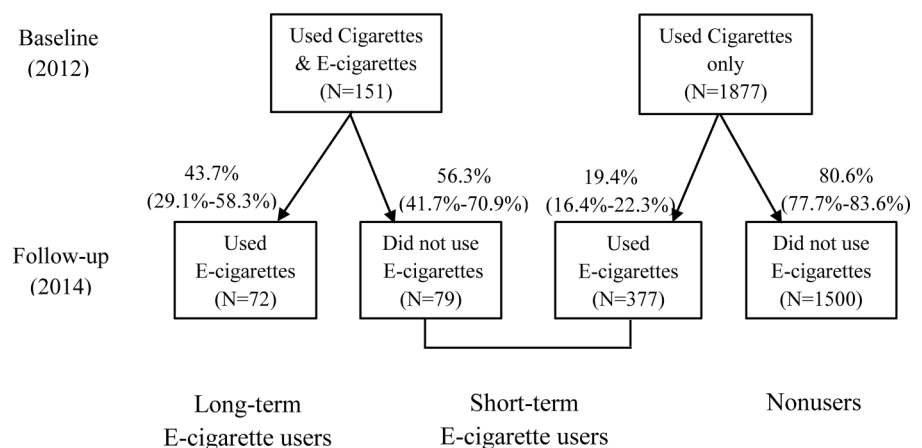 Baseline
(2012)
Used Cigarettes
& E-cigarettes
(N=151)
Used Cigarettes
only
(N=1877)
43.7%
(29.1%-58.3%)
56.3%
(41.7%-70.9%)
19.4%
(16.4%-22.3%)
80.6%
(77.7%-83.6%)
Follow-up
(2014)
Used
E-cigarettes
(N=72)
Did not use
E-cigarettes
(N=79)
Used
E-cigarettes
(N=377)
Did not use
E-cigarettes
(N=1500)
Long-term
E-cigarette users
Short-term
E-cigarette users
Nonusers